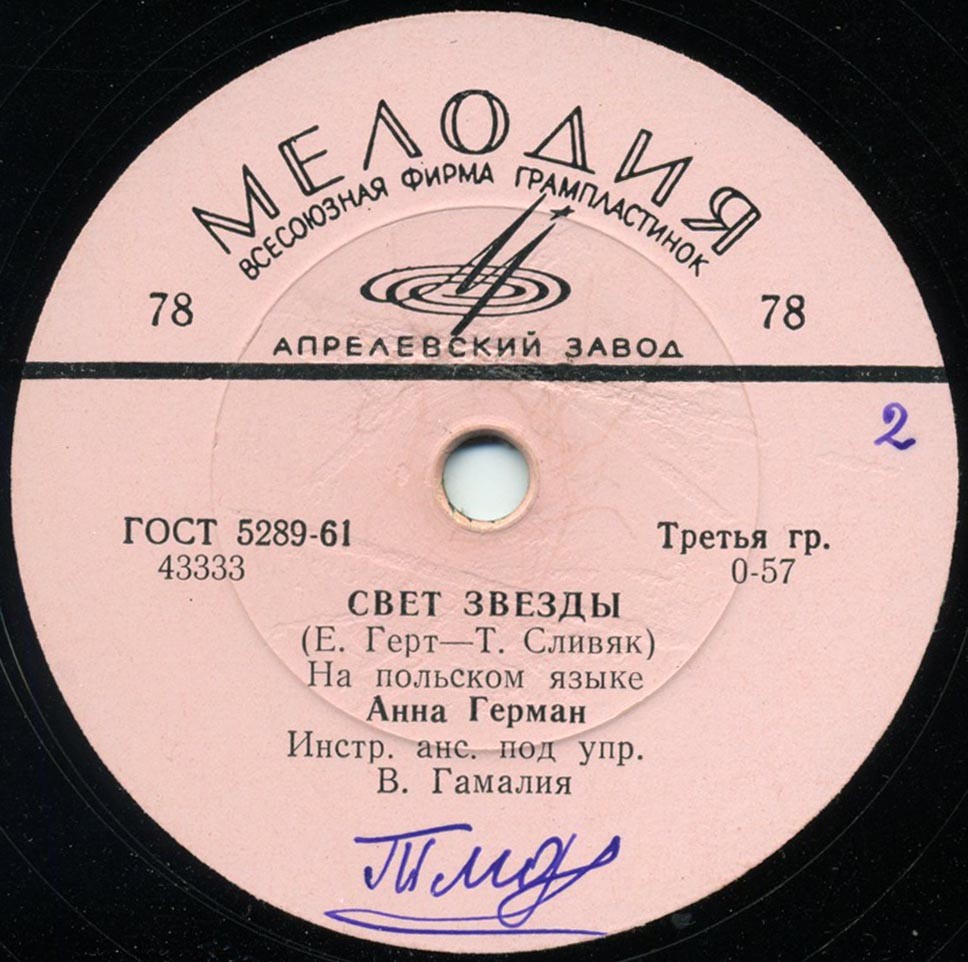 МЕЛОДИЯ
ВСЕСОЮЗНАЯ ФИРМА ГРАМПЛАСТИНОК
78 78
АПРЕЛЕВСКИЙ ЗАВОД
2
ГОСТ 5289-61 Третья гр.
43333 0-57
СВЕТ ЗВЕЗДЫ
(Е. Герт—Т. Сливяк)
На польском языке
Анна Герман
Инстр. анс. под упр.
В. Гамалия